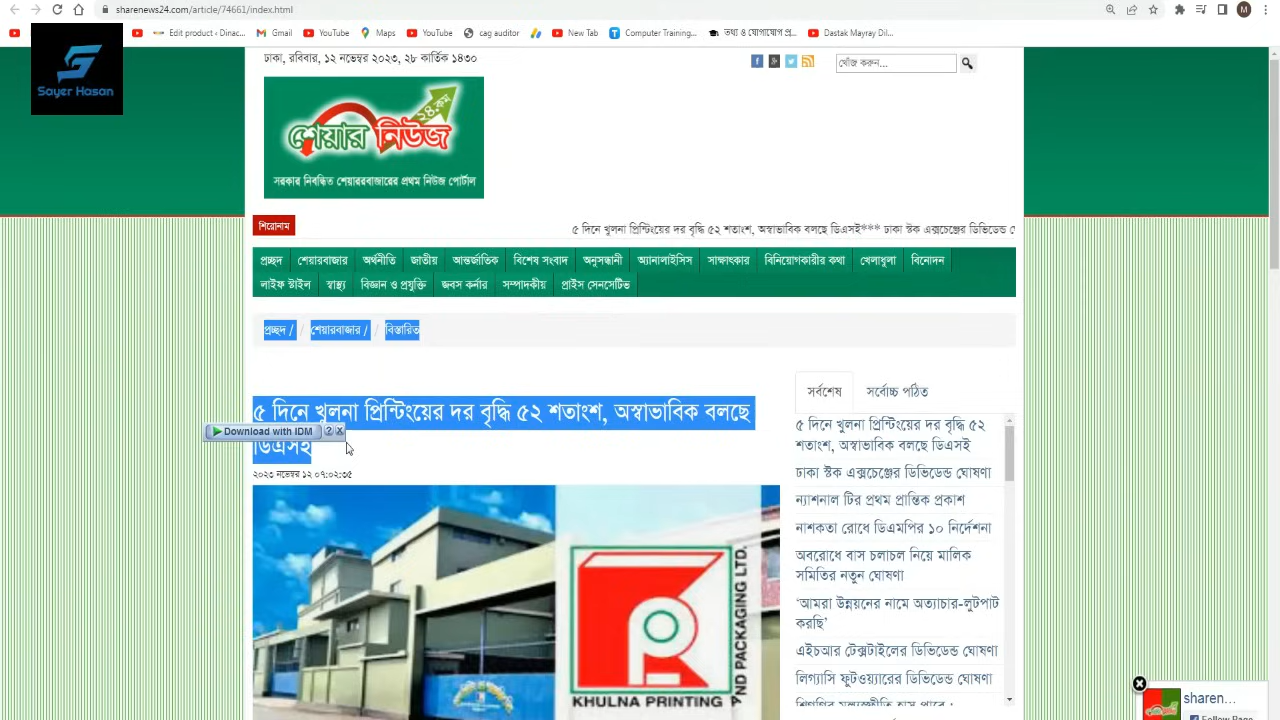 sharenews24.com/article/74661/index.html
M
Edit product ‹ Dinac...
Gmail
YouTube
Maps
YouTube
cag auditor
New Tab
Computer Training...
তথ্য ও যোগাযোগ প্র...
Dastak Mayray Dil...
S
Sayer Hasan
ঢাকা, রবিবার, ১২ নভেম্বর ২০২৩, ২৮ কার্তিক ১৪৩০
খোঁজ করুন...
শেয়ার নিউজ ২৪.কম
সরকার নিবন্ধিত শেয়ারবাজারের প্রথম নিউজ পোর্টাল
শিরোনাম
৫ দিনে খুলনা প্রিন্টিংয়ের দর বৃদ্ধি ৫২ শতাংশ, অস্বাভাবিক বলছে ডিএসই*** ঢাকা স্টক এক্সচেঞ্জের ডিভিডেন্ড
প্রচ্ছদ শেয়ারবাজার অর্থনীতি জাতীয় আন্তর্জাতিক বিশেষ সংবাদ অনুসন্ধানী অ্যানালাইসিস সাক্ষাৎকার বিনিয়োগকারীর কথা খেলাধুলা বিনোদন
লাইফ স্টাইল স্বাস্থ্য বিজ্ঞান ও প্রযুক্তি জবস কর্নার সম্পাদকীয় প্রাইস সেনসেটিভ
প্রচ্ছদ / / শেয়ারবাজার / / বিস্তারিত
৫ দিনে খুলনা প্রিন্টিংয়ের দর বৃদ্ধি ৫২ শতাংশ, অস্বাভাবিক বলছে
ডিএসই
Download with IDM ? X
২০২৩ নভেম্বর ১২ ০৭:০২:৩৫
KHULNA PRINTING
AND PACKAGING LTD.
সর্বশেষ
সর্বোচ্চ পঠিত
৫ দিনে খুলনা প্রিন্টিংয়ের দর বৃদ্ধি ৫২
শতাংশ, অস্বাভাবিক বলছে ডিএসই
ঢাকা স্টক এক্সচেঞ্জের ডিভিডেন্ড ঘোষণা
ন্যাশনাল টির প্রথম প্রান্তিক প্রকাশ
নাশকতা রোধে ডিএমপির ১০ নির্দেশনা
অবরোধে বাস চলাচল নিয়ে মালিক
সমিতির নতুন ঘোষণা
‘আমরা উন্নয়নের নামে অত্যাচার-লুটপাট
করছি’
এইচআর টেক্সটাইলের ডিভিডেন্ড ঘোষণা
লিগ্যাসি ফুটওয়্যারের ডিভিডেন্ড ঘোষণা
sharen...
Follow Page